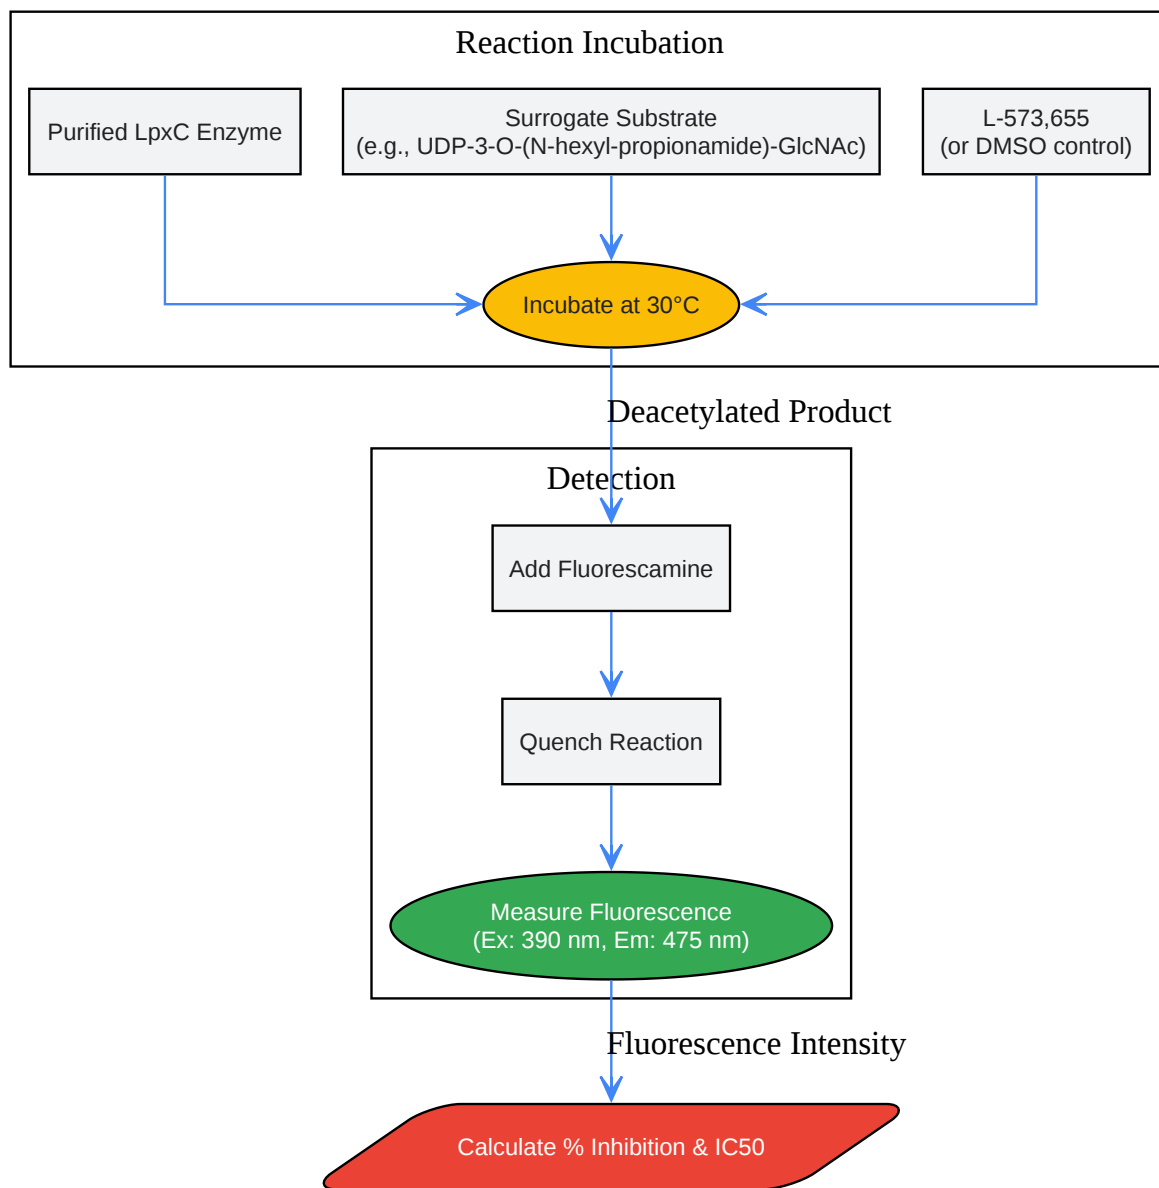 Reaction Incubation
Purified LpxC Enzyme
Surrogate Substrate
(e.g., UDP-3-O-(N-hexyl-propionamide)-GlcNAc)
L-573,655
(or DMSO control)
Incubate at 30°C
Deacetylated Product
Detection
Add Fluorescamine
Quench Reaction
Measure Fluorescence
(Ex: 390 nm, Em: 475 nm)
Fluorescence Intensity
Calculate % Inhibition & IC50